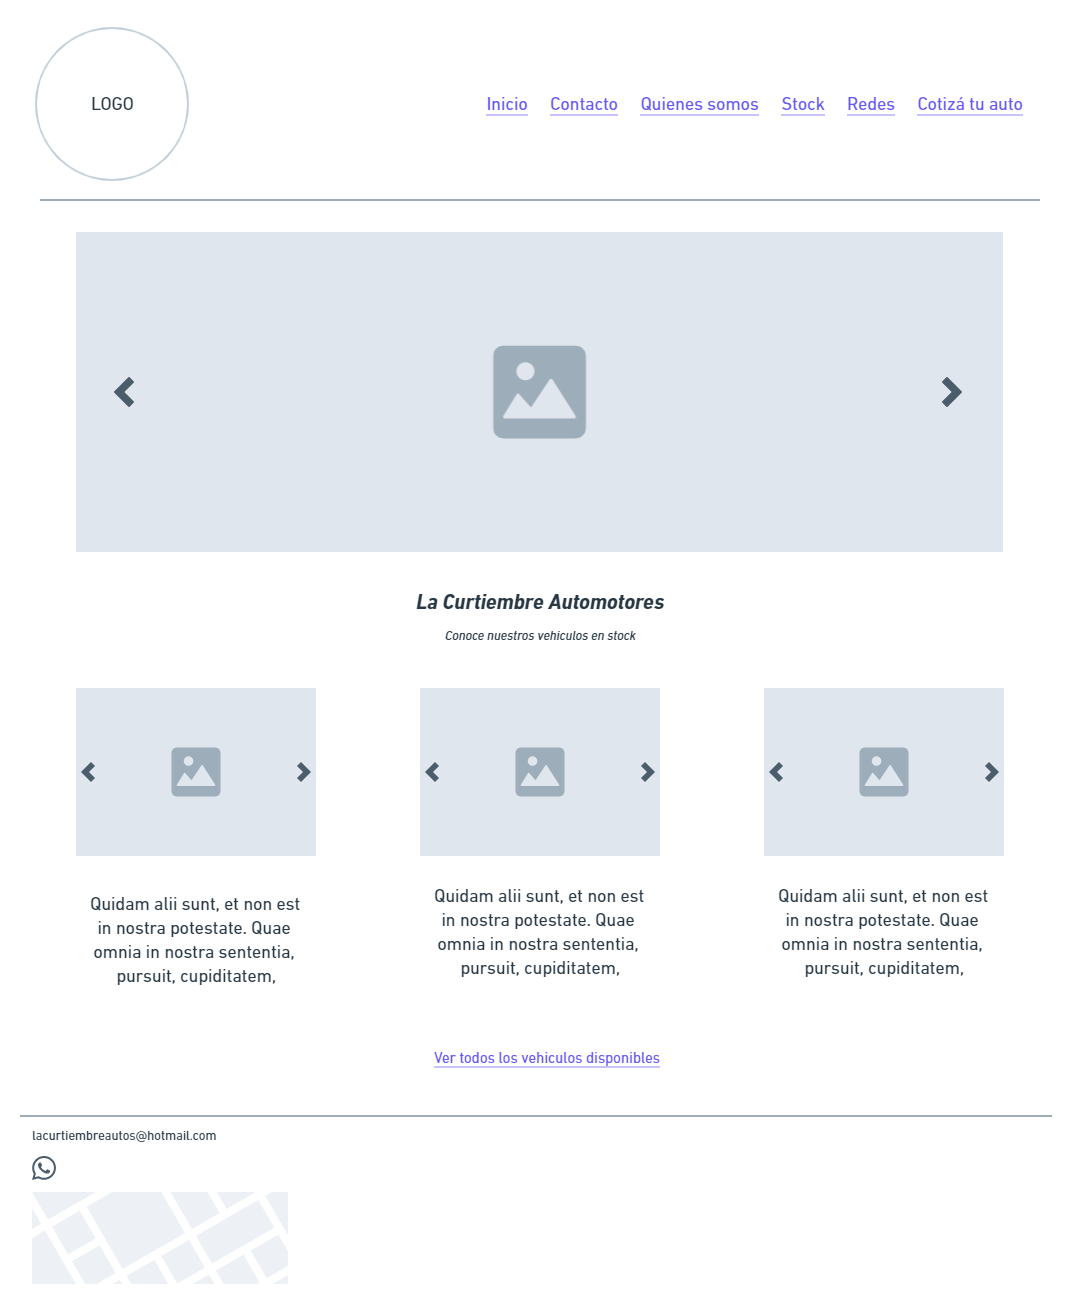 LOGO
Inicio Contacto Quienes somos Stock Redes Cotizá tu auto
La Curtiembre Automotores
Conoce nuestros vehiculos en stock
Quidam alii sunt, et non est
in nostra potestate. Quae
omnia in nostra sententia,
pursuit, cupiditatem,
Quidam alii sunt, et non est
in nostra potestate. Quae
omnia in nostra sententia,
pursuit, cupiditatem,
Quidam alii sunt, et non est
in nostra potestate. Quae
omnia in nostra sententia,
pursuit, cupiditatem,
Ver todos los vehiculos disponibles
lacurtiembreautos@hotmail.com